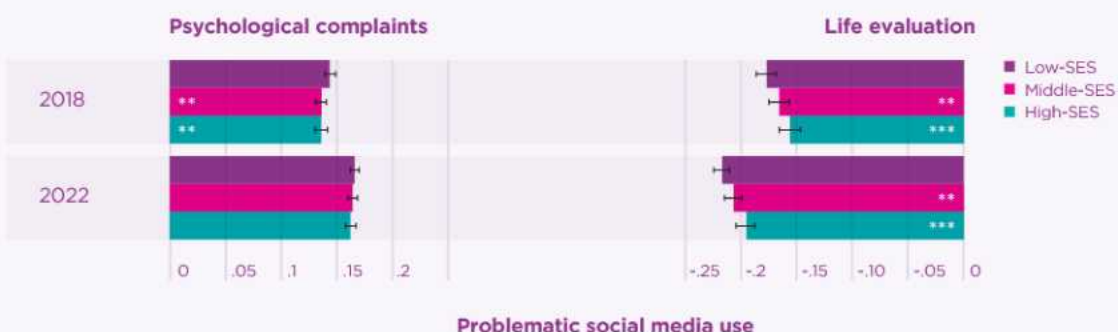 Psychological complaints
Life evaluation
Low-SES
Middle-SES
High-SES
2018
**
**
**
***
2022
**
***
0 .05 .1 .15 .2
-.25 -.2 -.15 -.10 -.05 0
Problematic social media use